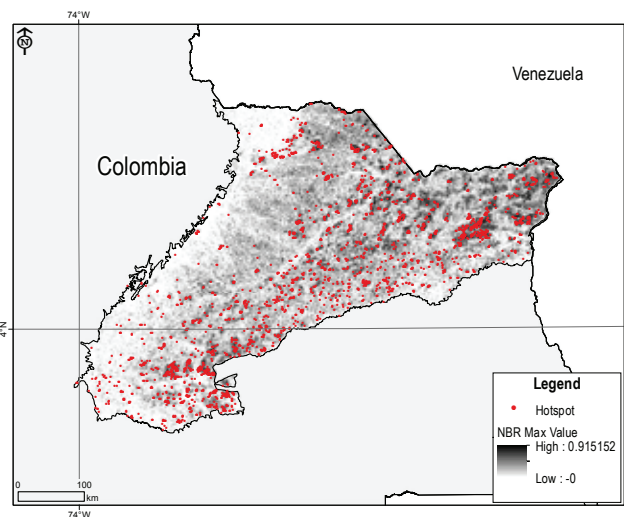 74°W
N
Venezuela
Colombia
4°N
Legend
Hotspot
NBR Max Value
High : 0.915152
Low : -0
0 100
km
74°W